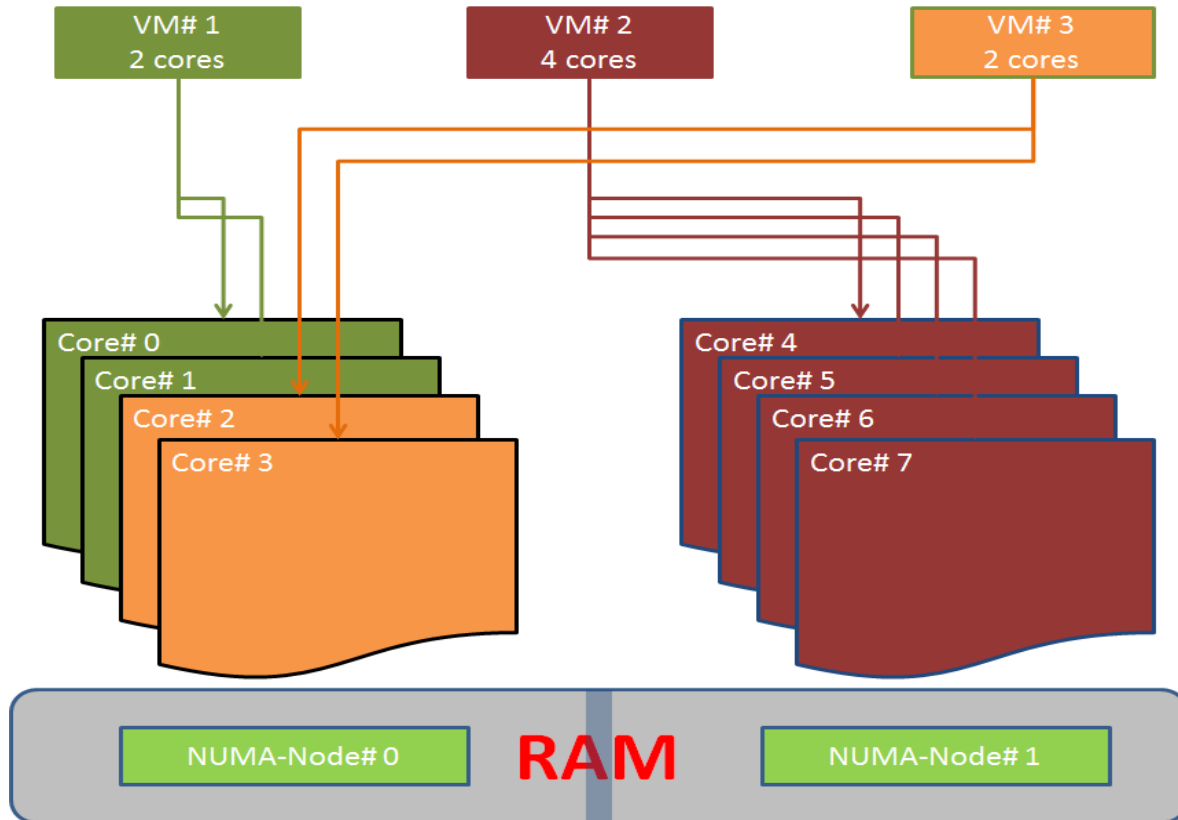 VM# 1
2 cores
VM# 2
4 cores
VM# 3
2 cores
Core# 0
Core# 1
Core# 2
Core# 3
Core# 4
Core# 5
Core# 6
Core# 7
NUMA-Node# 0
RAM
NUMA-Node# 1